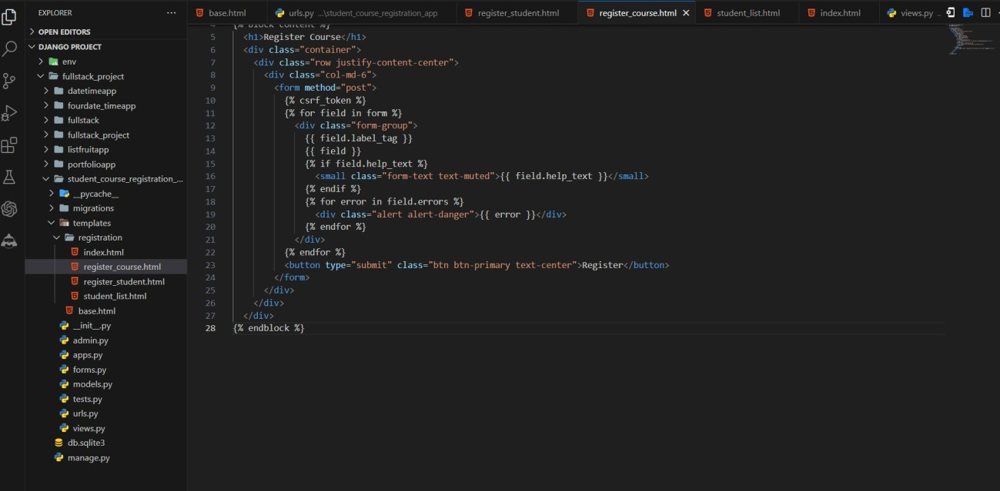 EXPLORER
OPEN EDITORS
DJANGO PROJECT
env
fullstack_project
datetimeapp
fourdate_timeapp
fullstack
fullstack_project
listfruitapp
portfolioapp
student_course_registration_...
__pycache__
migrations
templates
registration
index.html
register_course.html
register_student.html
student_list.html
base.html
__init__.py
admin.py
apps.py
forms.py
models.py
tests.py
urls.py
views.py
db.sqlite3
manage.py
base.html urls.py ...\student_course_registration_app register_student.html register_course.html student_list.html index.html views.py ..
4 {% block content %}
5 <h1>Register Course</h1>
6 <div class="container">
7 <div class="row justify-content-center">
8 <div class="col-md-6">
9 <form method="post">
10 {% csrf_token %}
11 {% for field in form %}
12 <div class="form-group">
13 {{ field.label_tag }}
14 {{ field }}
15 {% if field.help_text %}
16 <small class="form-text text-muted">{{ field.help_text }}</small>
17 {% endif %}
18 {% for error in field.errors %}
19 <div class="alert alert-danger">{{ error }}</div>
20 {% endfor %}
21 </div>
22 {% endfor %}
23 <button type="submit" class="btn btn-primary text-center">Register</button>
24 </form>
25 </div>
26 </div>
27 </div>
28 {% endblock %}